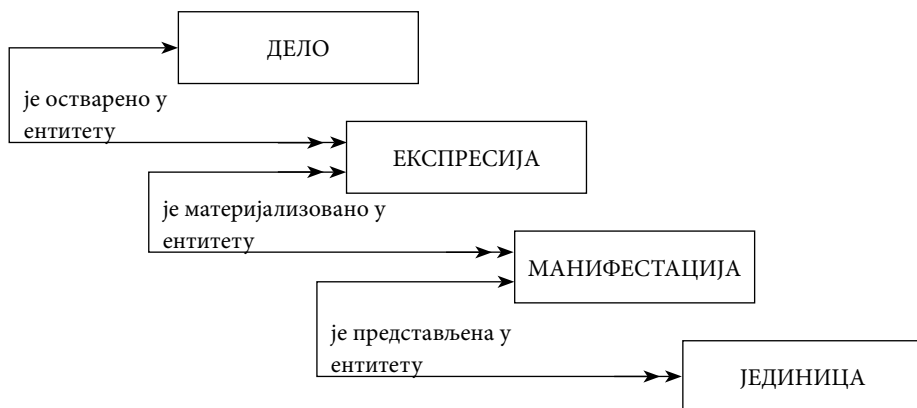 ДЕЛО
је остварено у
ентитету
ЕКСПРЕСИЈА
је материјализовано у
ентитету
МАНИФЕСТАЦИЈА
је представљена у
ентитету
ЈЕДИНИЦА